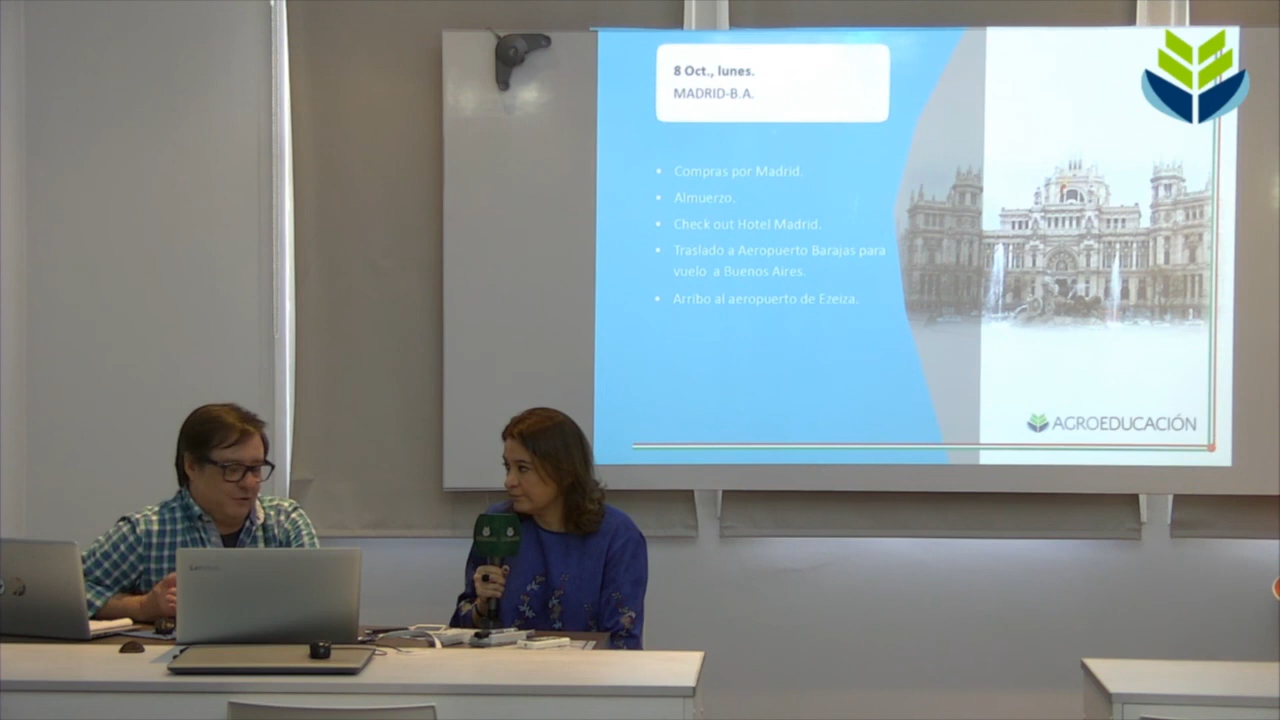 8 Oct., lunes.
MADRID-B.A.
• Compras por Madrid.
• Almuerzo.
• Check out Hotel Madrid.
• Traslado a Aeropuerto Barajas para
vuelo a Buenos Aires.
• Arribo al aeropuerto de Ezeiza.
AGROEDUCACIÓN
Lenovo